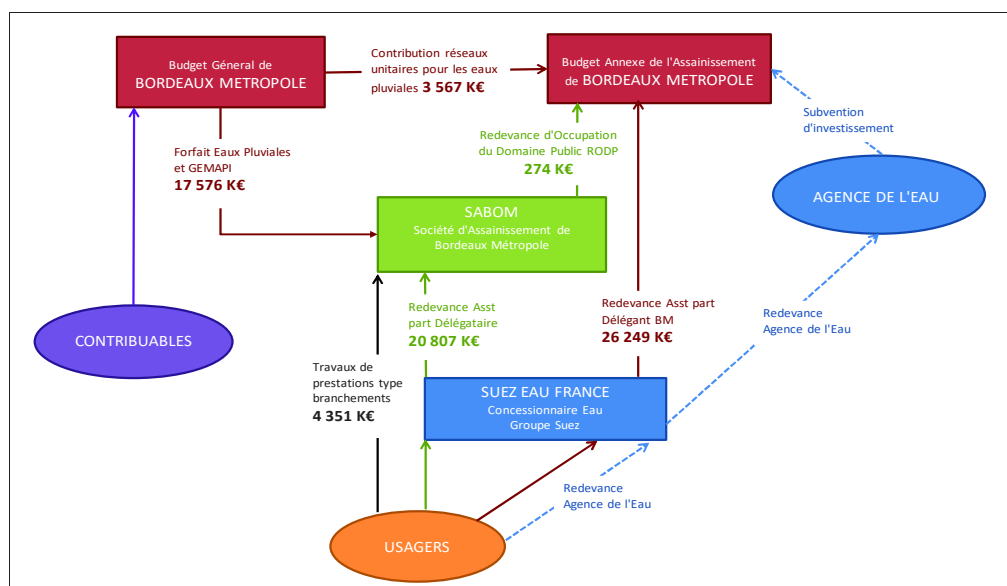 Budget Géneral de
BORDEAUX METROPOLE
Contribution réseaux
unitaires pour les eaux
pluviales 3 567 K€
Budget Annexe de l'Assainissement
de BORDEAUX METROPOLE
Subvention
d'investissement
Forfait Eaux Pluviales
et GEMAPI
17 576 K€
Redevance d'Occupation
du Domaine Public RODP
274 K€
AGENCE DE L'EAU
SABOM
Société d'Assainissement de
Bordeaux Métropole
CONTRIBUABLES
Redevance Asst
part Délégataire
20 807 K€
Redevance Asst part
Délégant BM
26 249 K€
Redevance
Agence de l'Eau
Travaux de
prestations type
branchements
4 351 K€
SUEZ EAU FRANCE
Concessionnaire Eau
Groupe Suez
Redevance
Agence de l'Eau
USAGERS